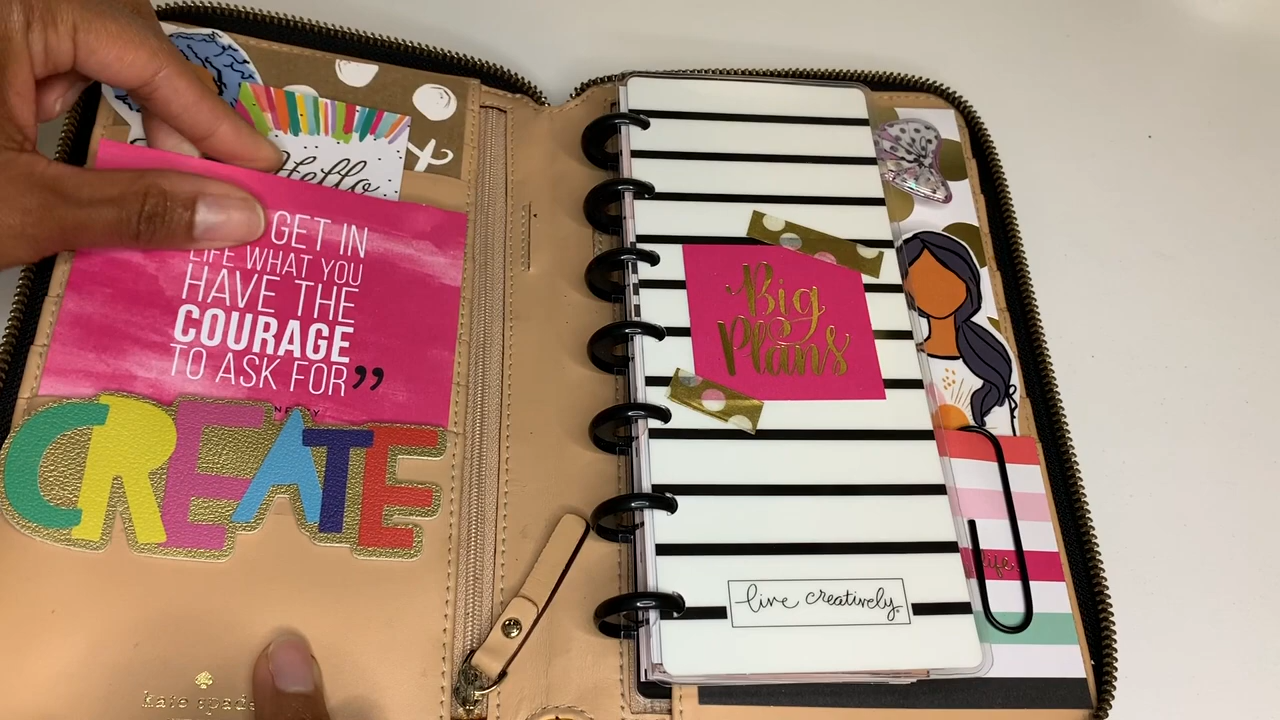 Hello
GET IN
LIFE WHAT YOU
HAVE THE
COURAGE
TO ASK FOR”
CREATE
kate spade
Big
Plans
live creatively®
life.